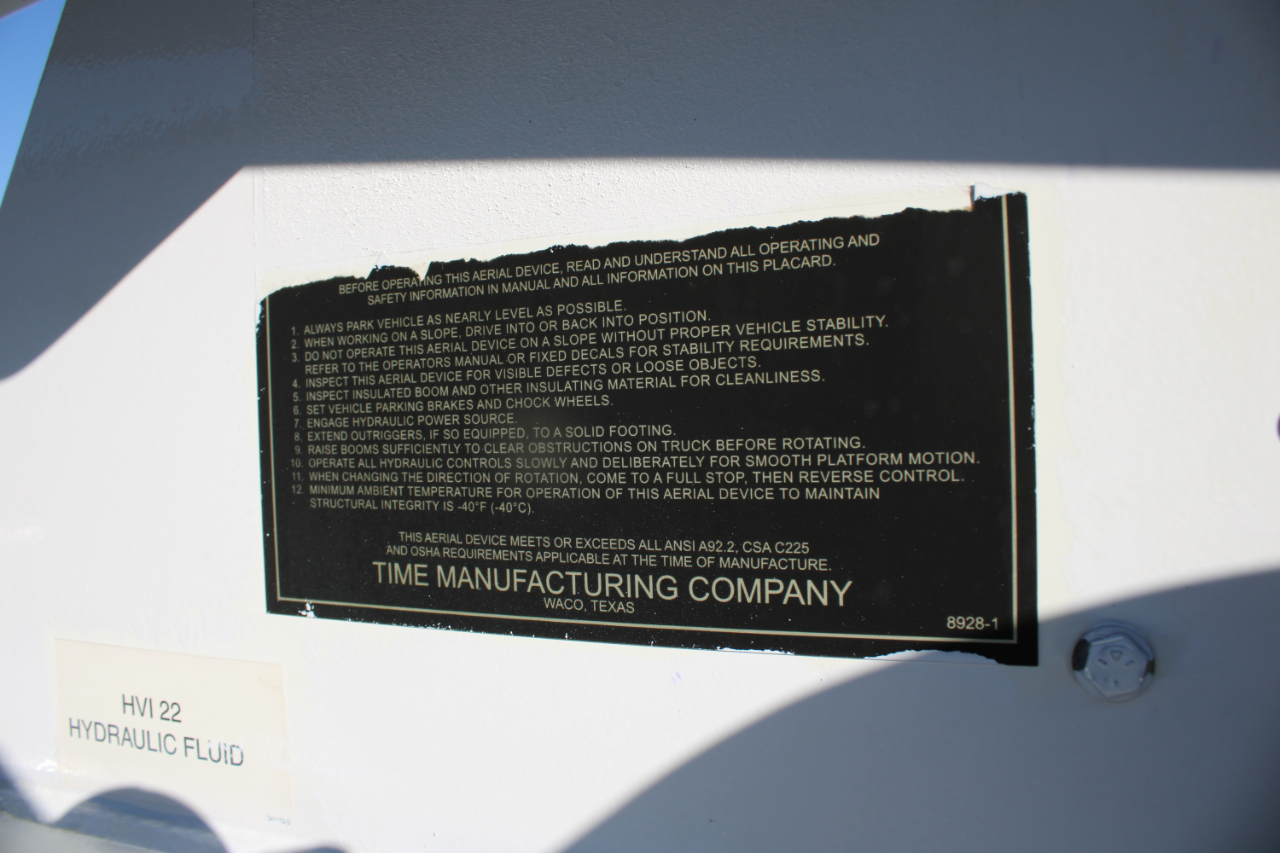 BEFORE OPERATING THIS AERIAL DEVICE, READ AND UNDERSTAND ALL OPERATING AND
SAFETY INFORMATION IN MANUAL AND ALL INFORMATION ON THIS PLACARD.
1. ALWAYS PARK VEHICLE AS NEARLY LEVEL AS POSSIBLE.
2. WHEN WORKING ON A SLOPE, DRIVE INTO OR BACK INTO POSITION.
3. DO NOT OPERATE THIS AERIAL DEVICE ON A SLOPE WITHOUT PROPER VEHICLE STABILITY.
REFER TO THE OPERATORS MANUAL OR FIXED DECALS FOR STABILITY REQUIREMENTS.
4. INSPECT THIS AERIAL DEVICE FOR VISIBLE DEFECTS OR LOOSE OBJECTS.
5. INSPECT INSULATED BOOM AND OTHER INSULATING MATERIAL FOR CLEANLINESS.
6. SET VEHICLE PARKING BRAKES AND CHOCK WHEELS.
7. ENGAGE HYDRAULIC POWER SOURCE.
8. EXTEND OUTRIGGERS, IF SO EQUIPPED, TO A SOLID FOOTING.
9. RAISE BOOMS SUFFICIENTLY TO CLEAR OBSTRUCTIONS ON TRUCK BEFORE ROTATING.
10. OPERATE ALL HYDRAULIC CONTROLS SLOWLY AND DELIBERATELY FOR SMOOTH PLATFORM MOTION.
11. WHEN CHANGING THE DIRECTION OF ROTATION, COME TO A FULL STOP, THEN REVERSE CONTROL.
12. MINIMUM AMBIENT TEMPERATURE FOR OPERATION OF THIS AERIAL DEVICE TO MAINTAIN
STRUCTURAL INTEGRITY IS -40°F (-40°C).
THIS AERIAL DEVICE MEETS OR EXCEEDS ALL ANSI A92.2, CSA C225
AND OSHA REQUIREMENTS APPLICABLE AT THE TIME OF MANUFACTURE.
TIME MANUFACTURING COMPANY
WACO, TEXAS
8928-1
HVI 22
HYDRAULIC FLUID